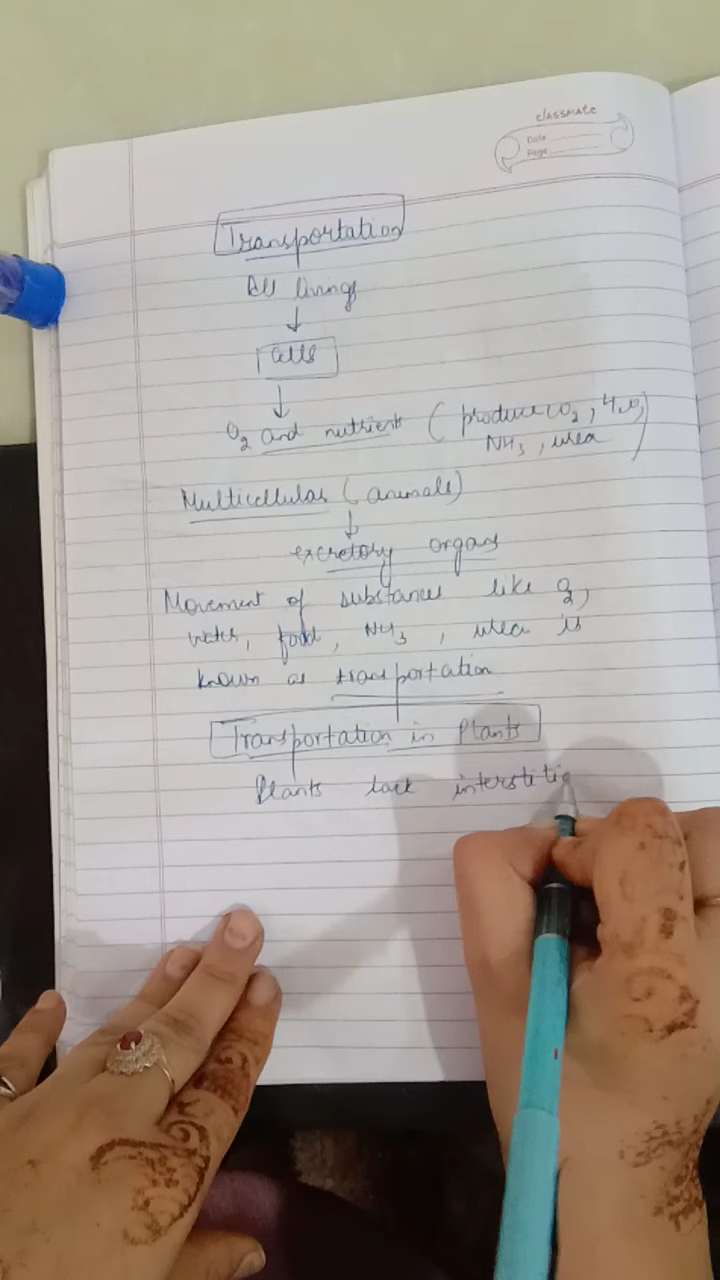 classmate
Date
Page
Transportation
All livings
↓
Cells
↓
O2 and nutrients (produce CO2, H2O,
NH3, urea)
Multicellular (animals)
↓
excretory organs
Movement of substances like O2,
water, food, NH3, urea is
known as transportation
Transportation in Plants
Plants lack interstitia